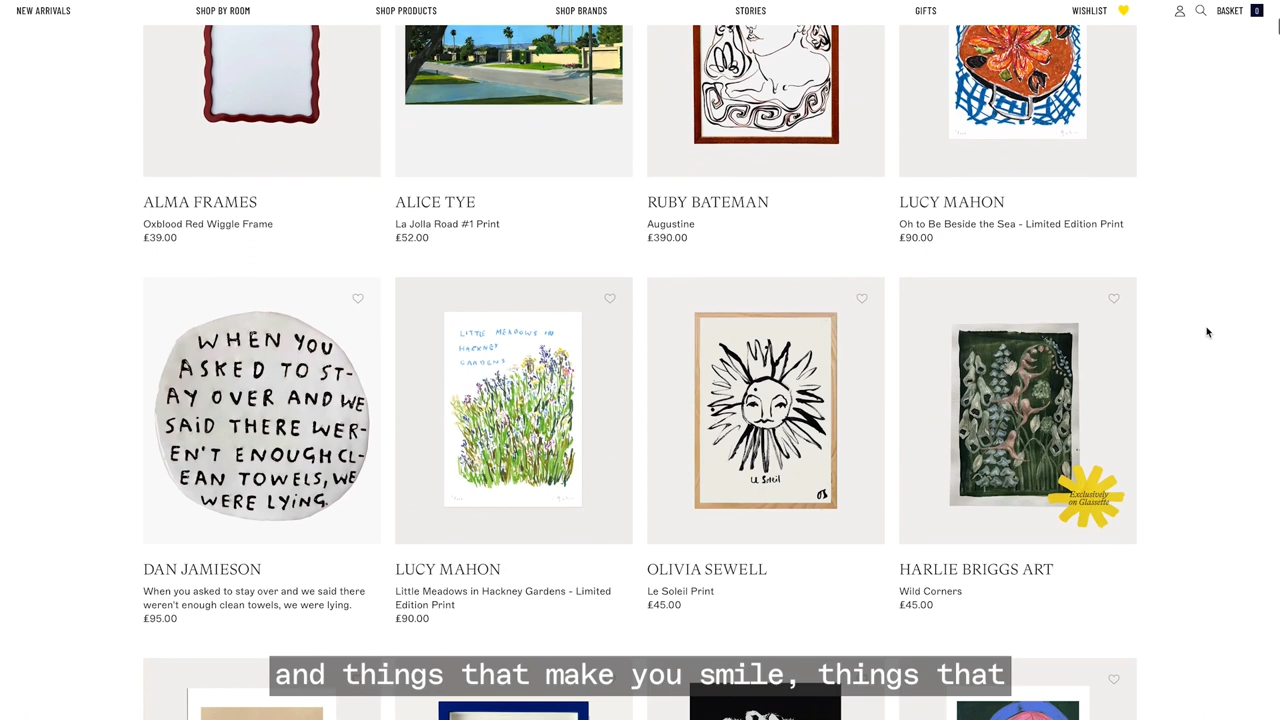 NEW ARRIVALS
SHOP BY ROOM
SHOP PRODUCTS
SHOP BRANDS
STORIES
GIFTS
WISHLIST
BASKET
0
ALMA FRAMES
Oxblood Red Wiggle Frame
£39.00
ALICE TYE
La Jolla Road #1 Print
£52.00
RUBY BATEMAN
Augustine
£390.00
LUCY MAHON
Oh to Be Beside the Sea - Limited Edition Print
£90.00
WHEN YOU
ASKED TO ST-
AY OVER AND WE
SAID THERE WER-
EN'T ENOUGH CL-
EAN TOWELS, WE
WERE LYING.
LITTLE MEADOWS IN
HACKNEY
GARDENS
Le Soleil
OS
Exclusively
on Glassette
DAN JAMIESON
When you asked to stay over and we said there
weren't enough clean towels, we were lying.
£95.00
LUCY MAHON
Little Meadows in Hackney Gardens - Limited
Edition Print
£90.00
OLIVIA SEWELL
Le Soleil Print
£45.00
HARLIE BRIGGS ART
Wild Corners
£45.00
and things that make you smile, things that